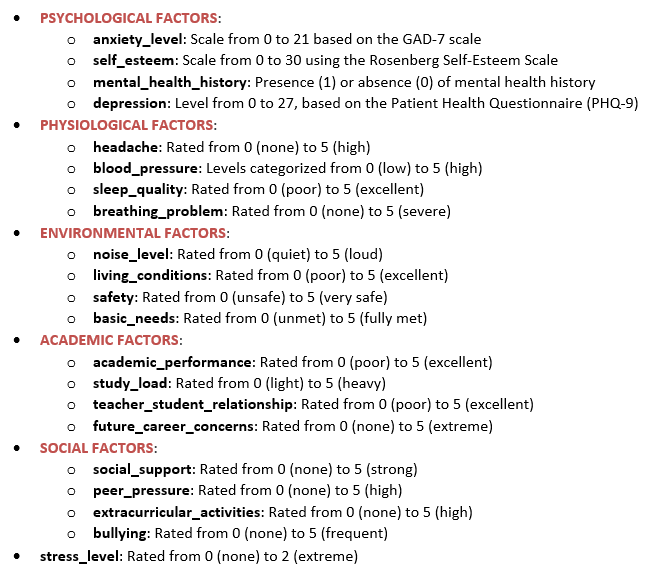 • PSYCHOLOGICAL FACTORS:
o anxiety_level: Scale from 0 to 21 based on the GAD-7 scale
o self_esteem: Scale from 0 to 30 using the Rosenberg Self-Esteem Scale
o mental_health_history: Presence (1) or absence (0) of mental health history
o depression: Level from 0 to 27, based on the Patient Health Questionnaire (PHQ-9)
• PHYSIOLOGICAL FACTORS:
o headache: Rated from 0 (none) to 5 (high)
o blood_pressure: Levels categorized from 0 (low) to 5 (high)
o sleep_quality: Rated from 0 (poor) to 5 (excellent)
o breathing_problem: Rated from 0 (none) to 5 (severe)
• ENVIRONMENTAL FACTORS:
o noise_level: Rated from 0 (quiet) to 5 (loud)
o living_conditions: Rated from 0 (poor) to 5 (excellent)
o safety: Rated from 0 (unsafe) to 5 (very safe)
o basic_needs: Rated from 0 (unmet) to 5 (fully met)
• ACADEMIC FACTORS:
o academic_performance: Rated from 0 (poor) to 5 (excellent)
o study_load: Rated from 0 (light) to 5 (heavy)
o teacher_student_relationship: Rated from 0 (poor) to 5 (excellent)
o future_career_concerns: Rated from 0 (none) to 5 (extreme)
• SOCIAL FACTORS:
o social_support: Rated from 0 (none) to 5 (strong)
o peer_pressure: Rated from 0 (none) to 5 (high)
o extracurricular_activities: Rated from 0 (none) to 5 (high)
o bullying: Rated from 0 (none) to 5 (frequent)
• stress_level: Rated from 0 (none) to 2 (extreme)